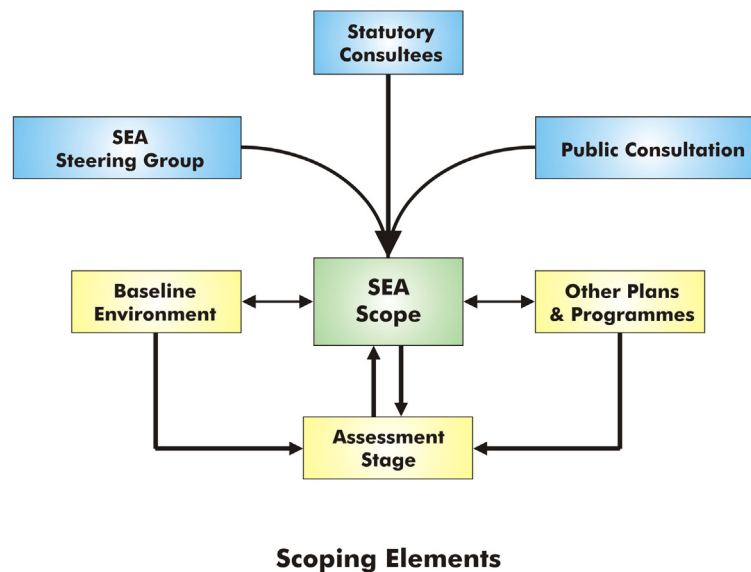 Statutory
Consultees
SEA
Steering Group
Public Consultation
Baseline
Environment
SEA
Scope
Other Plans
& Programmes
Assessment
Stage
Scoping Elements